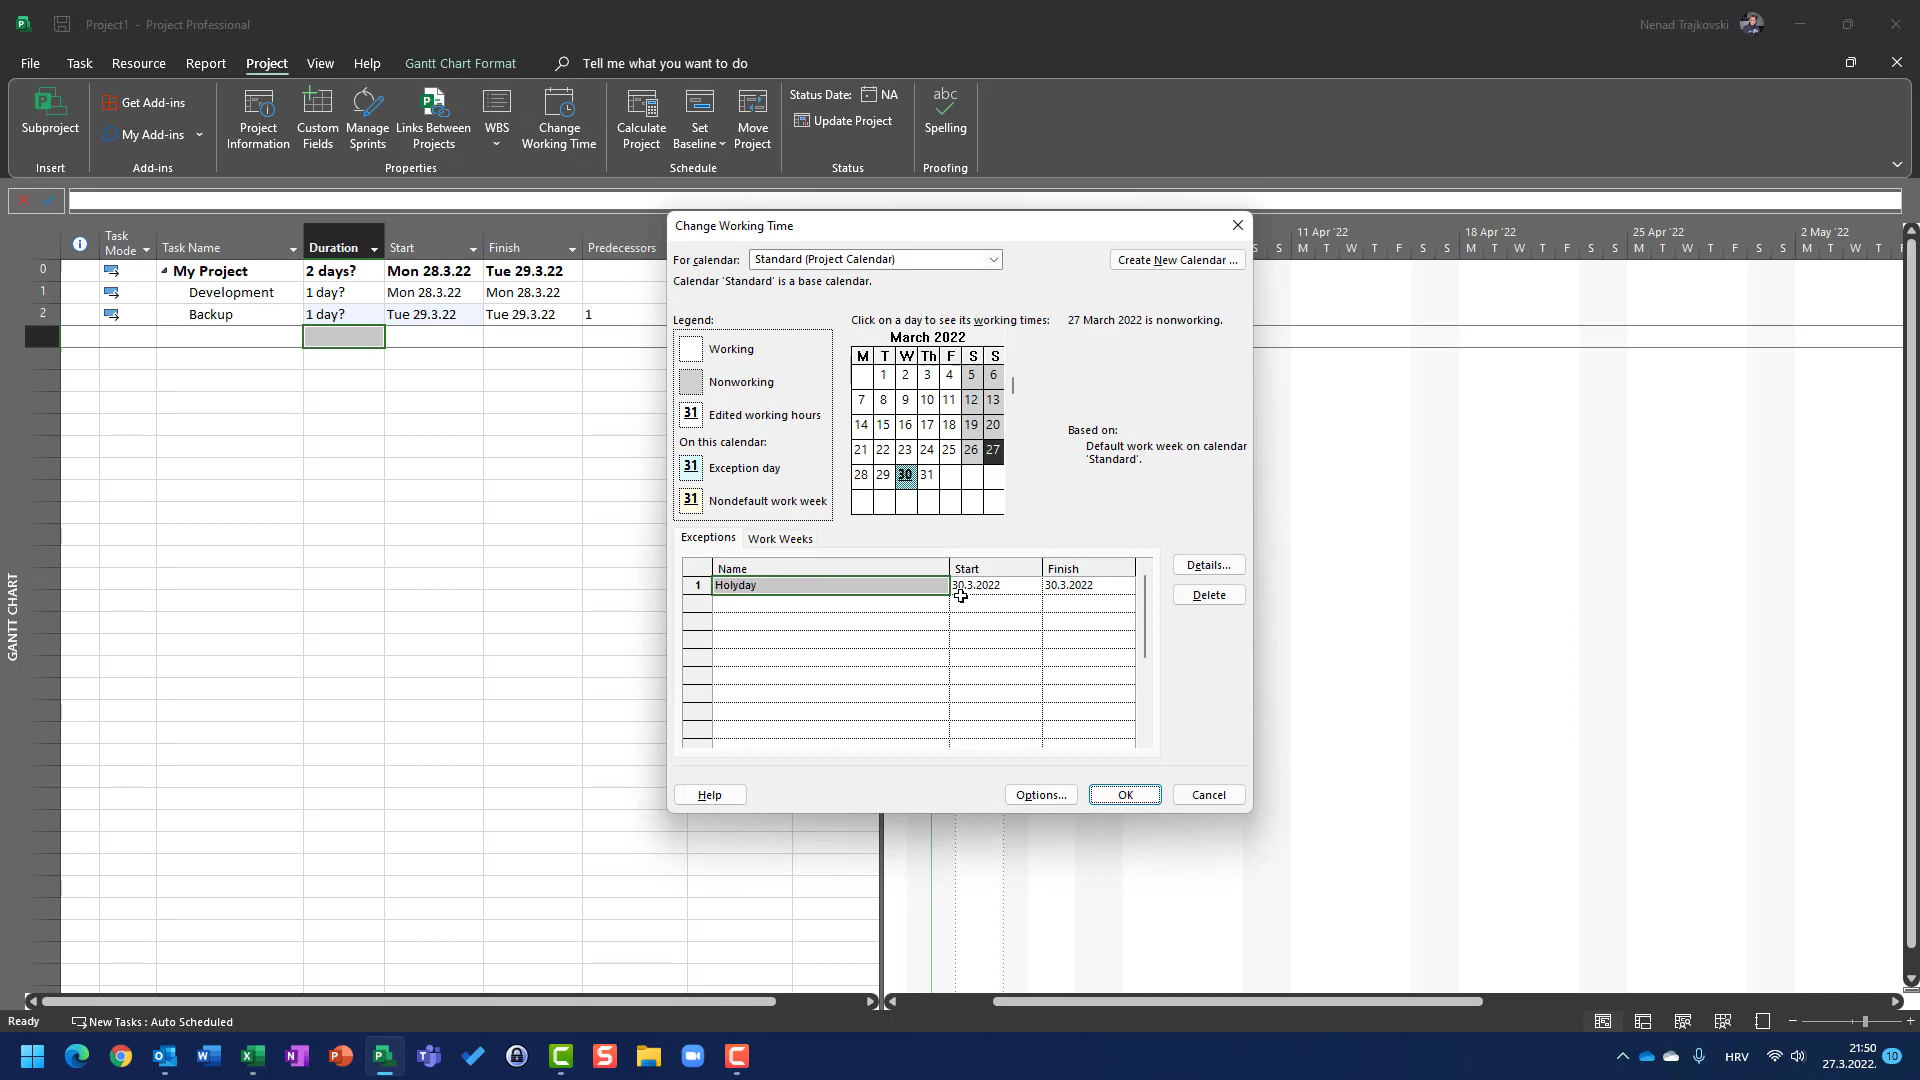 Project1 - Project Professional
Nenad Trajkovski
File Task Resource Report Project View Help Gantt Chart Format Tell me what you want to do
Subproject
Get Add-ins
My Add-ins
Project Information
Custom Fields
Manage Sprints
Links Between Projects
WBS
Change Working Time
Calculate Project
Set Baseline
Move Project
Status Date: NA
Update Project
abc
Spelling
Insert Add-ins Properties Schedule Status Proofing
Task Mode Task Name Duration Start Finish Predecessors
0 My Project 2 days? Mon 28.3.22 Tue 29.3.22
1 Development 1 day? Mon 28.3.22 Mon 28.3.22
2 Backup 1 day? Tue 29.3.22 Tue 29.3.22 1
GANTT CHART
11 Apr '22 18 Apr '22 25 Apr '22 2 May '22
S S M T W T F S S M T W T F S S M T W T F S S M T W T F
Change Working Time
For calendar: Standard (Project Calendar) Create New Calendar ...
Calendar 'Standard' is a base calendar.
Legend:
Working
Nonworking
31 Edited working hours
On this calendar:
31 Exception day
31 Nondefault work week
Click on a day to see its working times: 27 March 2022 is nonworking.
March 2022
M T W Th F S S
1 2 3 4 5 6
7 8 9 10 11 12 13
14 15 16 17 18 19 20
21 22 23 24 25 26 27
28 29 30 31
Based on:
Default work week on calendar
'Standard'.
Exceptions Work Weeks
Name Start Finish
1 Holyday 30.3.2022 30.3.2022
Details...
Delete
Help Options... OK Cancel
Ready New Tasks : Auto Scheduled
HRV
21:50
27.3.2022.
10